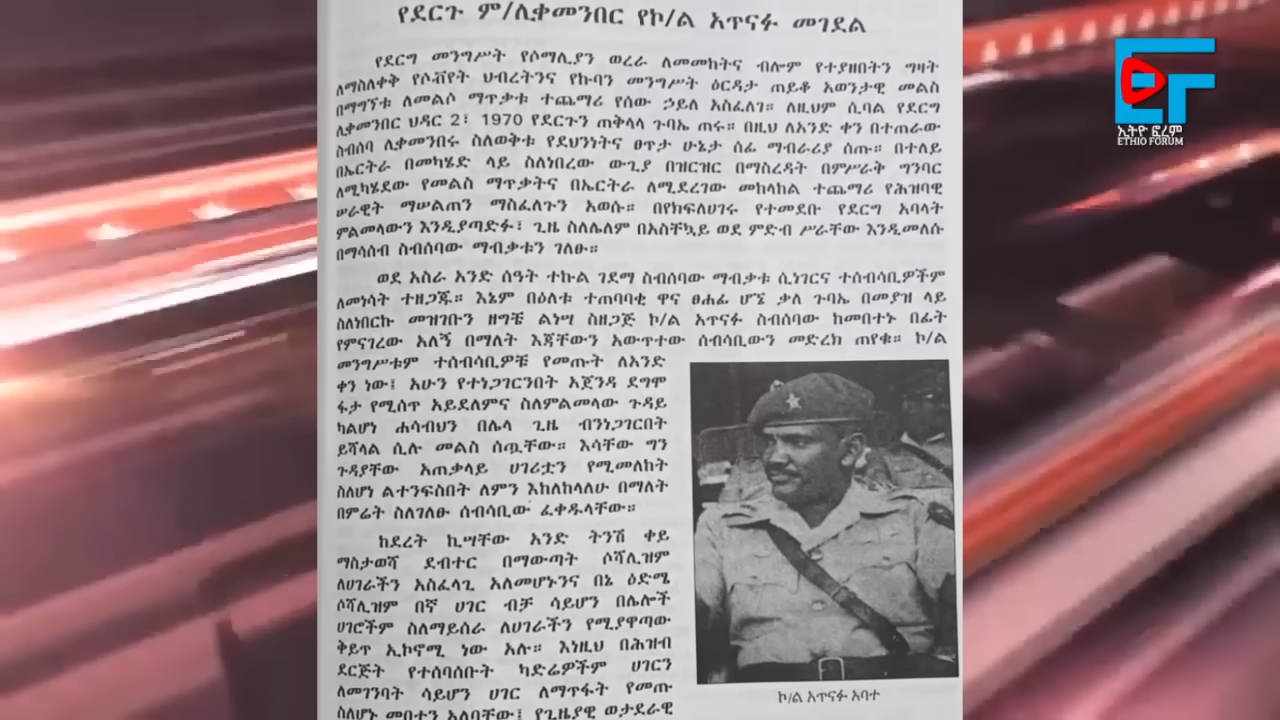 የደርጉ ም/ሊቀመንበር የኮ/ል አጥናፉ መገደል
የደርግ መንግሥት የሶማሊያን ወረራ ለመመከትና ብሎም የተያዘበትን ግዛት
ለማስለቀቅ የሶቭየት ህብረትንና የኩባን መንግሥት ዕርዳታ ጠይቆ አወንታዊ መልስ
በማግኘቱ ለመልሶ ማጥቃቱ ተጨማሪ የሰው ኃይል አስፈለገ። ለዚህም ሲባል የደርግ
ሊቀመንበር ህዳር 2፣ 1970 የደርጉን ጠቅላላ ጉባኤ ጠሩ። በዚህ ለአንድ ቀን በተጠራው
ስብሰባ ሊቀመንበሩ ስለወቅቱ የደህንነትና ፀጥታ ሁኔታ ሰፊ ማብራሪያ ሰጡ። በተለይ
በኤርትራ በመካሄድ ላይ ስለነበረው ውጊያ በዝርዝር በማስረዳት በምሥራቅ ግንባር
ለሚካሄደው የመልስ ማጥቃትና በኤርትራ ለሚደረገው መከላከል ተጨማሪ የሕዝባዊ
ሠራዊት ማሠልጠን ማስፈለጉን አወሱ። በየክፍለሀገሩ የተመደቡ የደርግ አባላት
ምልመላውን እንዲያጣድፉ፣ ጊዜ ስለሌለም በአስቸኳይ ወደ ምድብ ሥራቸው እንዲመለሱ
በማሳሰብ ስብሰባው ማብቃቱን ገለፁ።
ወደ አስራ አንድ ሰዓት ተኩል ገደማ ስብሰባው ማብቃቱ ሲነገርና ተሰብሳቢዎችም
ለመነሳት ተዘጋጁ። እኔም በዕለቱ ተጠባባቂ ዋና ፀሐፊ ሆኜ ቃለ ጉባኤ በመያዝ ላይ
ስለነበርኩ መዝገቡን ዘግቼ ልነሣ ስዘጋጅ ኮ/ል አጥናፉ ስብሰባው ከመበተኑ በፊት
የምናገረው አለኝ በማለት እጃቸውን አውጥተው ሰብሳቢውን መድረክ ጠየቁ። ኮ/ል
መንግሥቱም ተሰብሳቢዎቹ የመጡት ለአንድ
ቀን ነው፤ አሁን የተነጋገርንበት አጀንዳ ደግሞ
ፋታ የሚሰጥ አይደለምና ስለምልመላው ጉዳይ
ካልሆነ ሐሳብህን በሌላ ጊዜ ብንነጋገርበት
ይሻላል ሲሉ መልስ ሰጧቸው። እሳቸው ግን
ጉዳያቸው አጠቃላይ ሀገሪቷን የሚመለከት
ስለሆነ ልተንፍስበት ለምን እከለከላለሁ በማለት
በምሬት ስለገለፁ ሰብሳቢው ፈቀዱላቸው።
ከደረት ኪሣቸው አንድ ትንሽ ቀይ
ማስታወሻ ደብተር በማውጣት ሶሻሊዝም
ለሀገራችን አስፈላጊ አለመሆኑንና በኔ ዕድሜ
ሶሻሊዝም በኛ ሀገር ብቻ ሳይሆን በሌሎች
ሀገሮችም ስለማይሰራ ለሀገራችን የሚያዋጣው
ቅይጥ ኢኮኖሚ ነው አሉ። እነዚህ በሕዝብ
ደርጅት የተሰባሰቡት ካድሬዎችም ሀገርን
ለመገንባት ሳይሆን ሀገር ለማጥፋት የመጡ
ስለሆኑ መበተን አለባቸው፤ የጊዜያዊ ወታደራዊ
ኮ/ል አጥናፉ አባተ
EF
ኢትዮ ፎረም
ETHIO FORUM